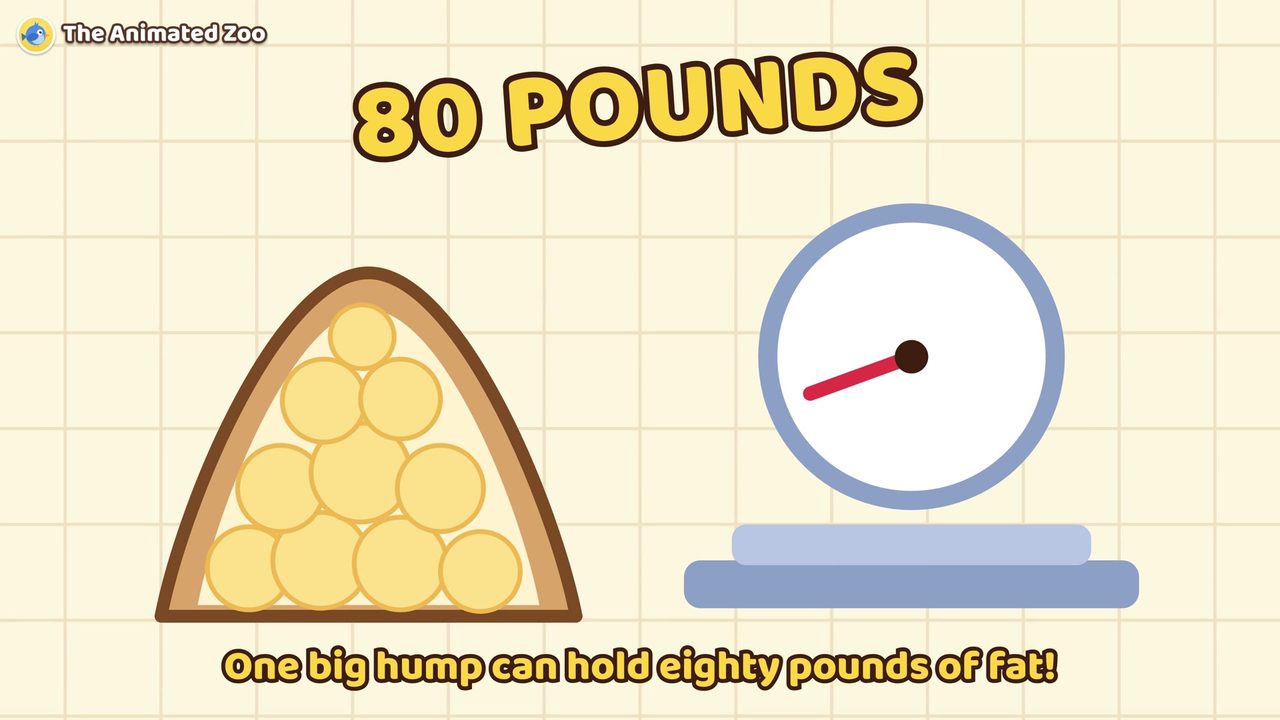 The Animated Zoo
80 POUNDS
One big hump can hold eighty pounds of fat!